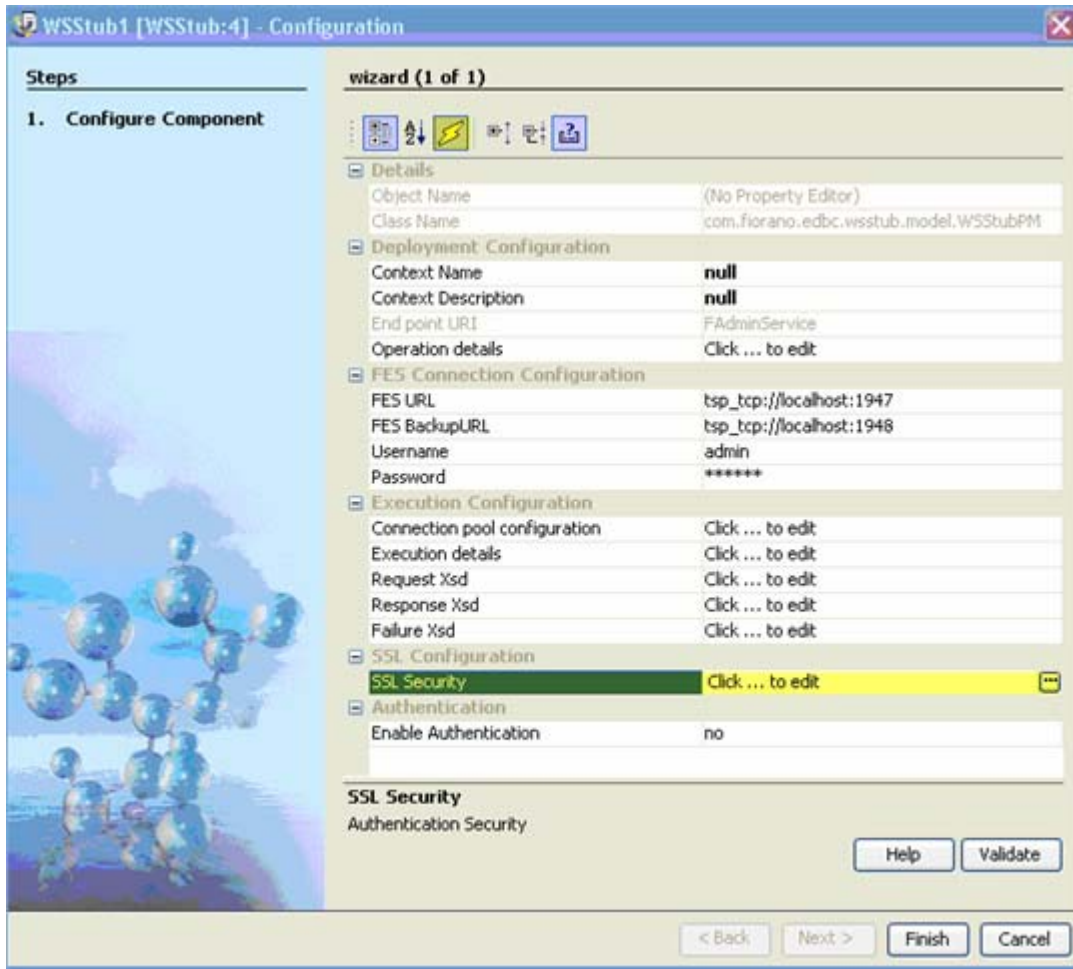 WSStub1 [WSStub:4] - Configuration
Steps
1. Configure Component
wizard (1 of 1)
Details
Object Name (No Property Editor)
Class Name com.fiorano.edbc.wsstub.model.WSStubPM
Deployment Configuration
Context Name null
Context Description null
End point URI FAdminService
Operation details Click ... to edit
FES Connection Configuration
FES URL tsp_tcp://localhost:1947
FES BackupURL tsp_tcp://localhost:1948
Username admin
Password ******
Execution Configuration
Connection pool configuration Click ... to edit
Execution details Click ... to edit
Request Xsd Click ... to edit
Response Xsd Click ... to edit
Failure Xsd Click ... to edit
SSL Configuration
SSL Security Click ... to edit ...
Authentication
Enable Authentication no
SSL Security
Authentication Security
Help Validate
< Back Next > Finish Cancel